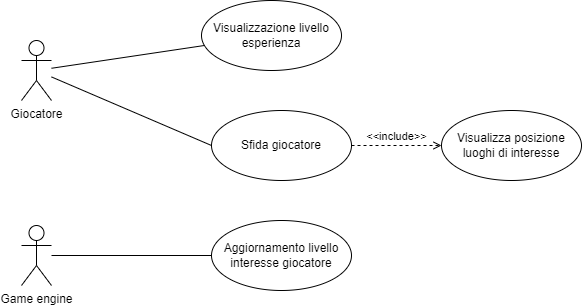 Visualizzazione livello
esperienza
Giocatore
Sfida giocatore
<<include>>
Visualizza posizione
luoghi di interesse
Aggiornamento livello
interesse giocatore
Game engine